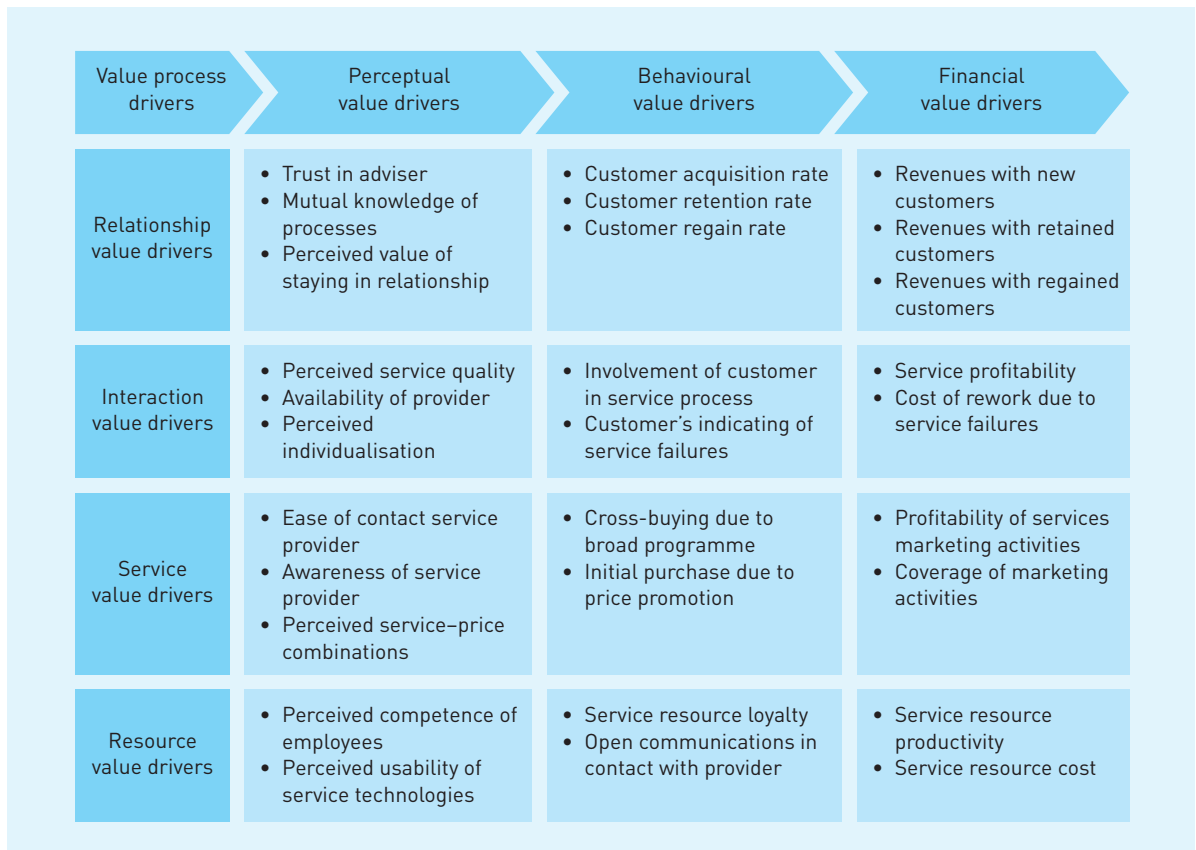 Value process
drivers
Perceptual
value drivers
Behavioural
value drivers
Financial
value drivers
Relationship
value drivers
• Trust in adviser
• Mutual knowledge of
processes
• Perceived value of
staying in relationship
• Customer acquisition rate
• Customer retention rate
• Customer regain rate
• Revenues with new
customers
• Revenues with retained
customers
• Revenues with regained
customers
Interaction
value drivers
• Perceived service quality
• Availability of provider
• Perceived
individualisation
• Involvement of customer
in service process
• Customer’s indicating of
service failures
• Service profitability
• Cost of rework due to
service failures
Service
value drivers
• Ease of contact service
provider
• Awareness of service
provider
• Perceived service–price
combinations
• Cross-buying due to
broad programme
• Initial purchase due to
price promotion
• Profitability of services
marketing activities
• Coverage of marketing
activities
Resource
value drivers
• Perceived competence of
employees
• Perceived usability of
service technologies
• Service resource loyalty
• Open communications in
contact with provider
• Service resource
productivity
• Service resource cost